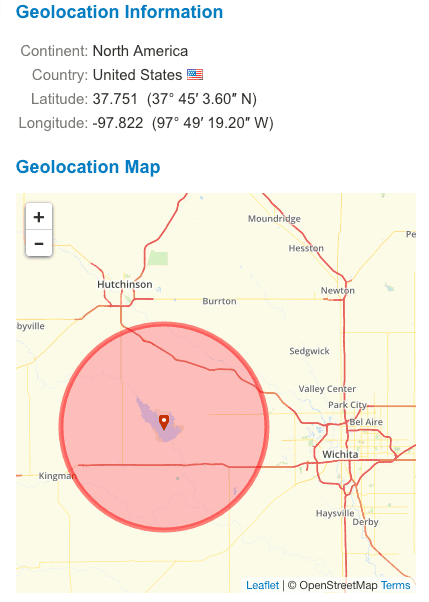 Geolocation Information
Continent: North America
Country: United States
Latitude: 37.751 (37° 45′ 3.60″ N)
Longitude: -97.822 (97° 49′ 19.20″ W)
Geolocation Map
+
−
Moundridge
Pe
Hesston
Hutchinson
Newton
Burrton
byville
Sedgwick
Valley Center
Park City
Bel Aire
Wichita
Kingman
Haysville
Derby
Leaflet | © OpenStreetMap Terms